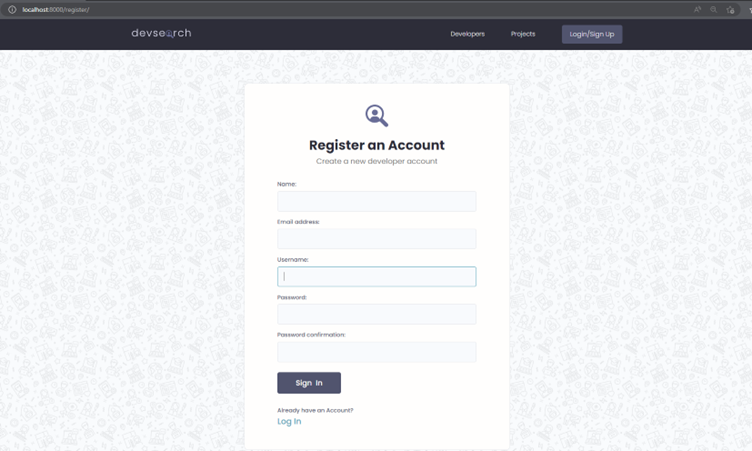 localhost:8000/register/
devsearch
Developers
Projects
Login/Sign Up
Register an Account
Create a new developer account
Name:
Email address:
Username:
Password:
Password confirmation:
Sign In
Already have an Account?
Log In